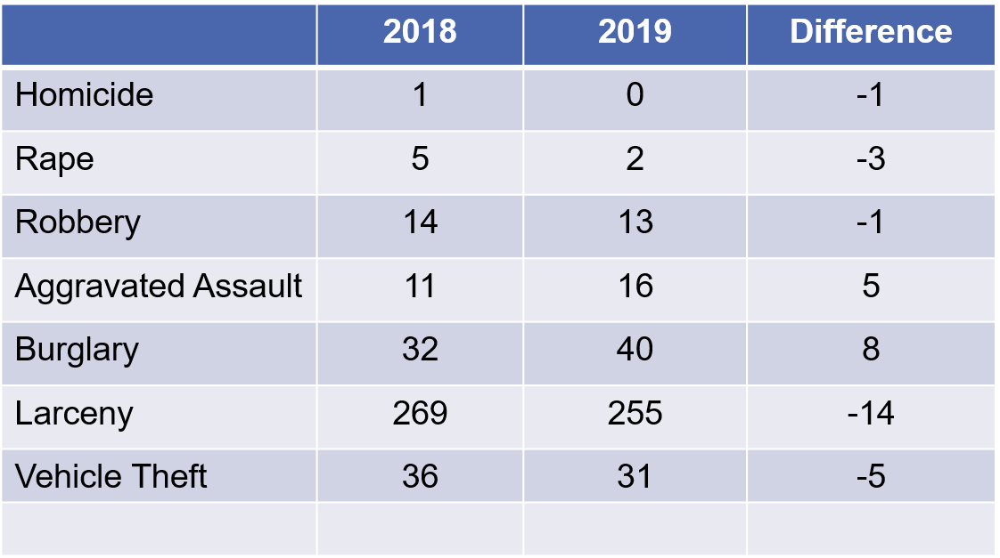 2018 2019 Difference
Homicide 1 0 -1
Rape 5 2 -3
Robbery 14 13 -1
Aggravated Assault 11 16 5
Burglary 32 40 8
Larceny 269 255 -14
Vehicle Theft 36 31 -5